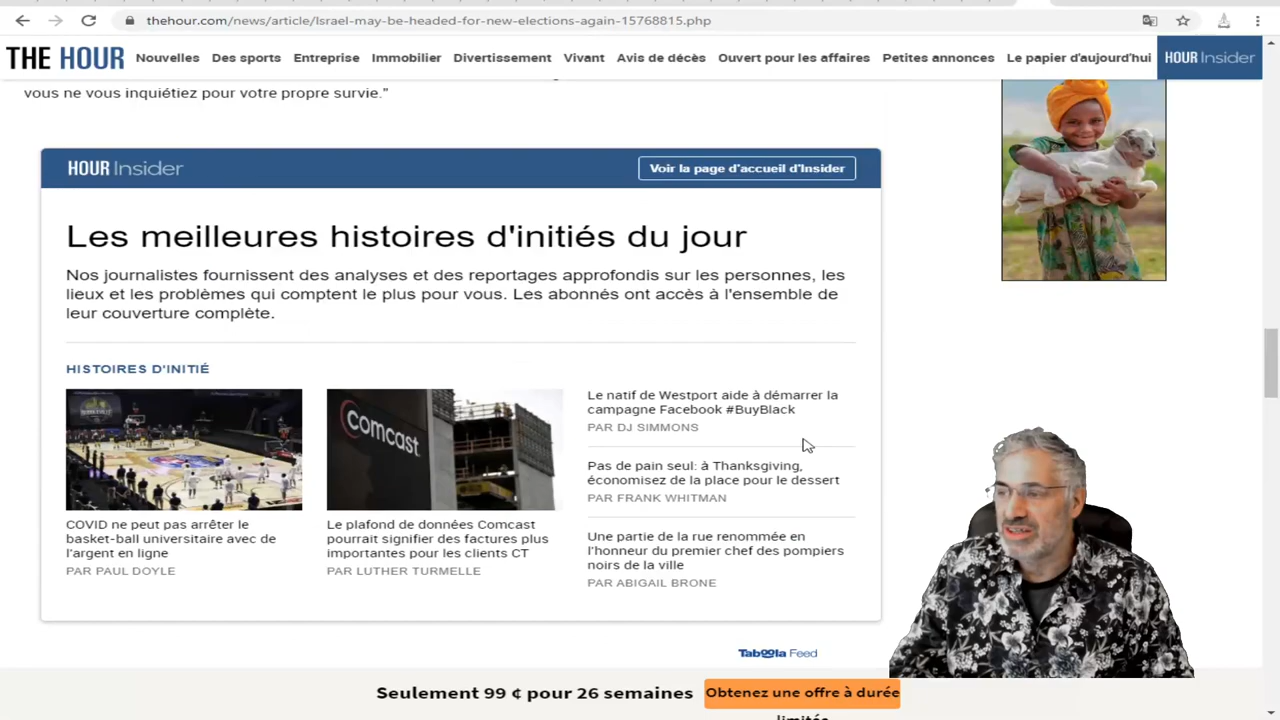 thehour.com/news/article/Israel-may-be-headed-for-new-elections-again-15768815.php
THE HOUR Nouvelles Des sports Entreprise Immobilier Divertissement Vivant Avis de décès Ouvert pour les affaires Petites annonces Le papier d'aujourd'hui HOUR Insider
vous ne vous inquiétiez pour votre propre survie.”
HOUR Insider Voir la page d'accueil d'Insider
Les meilleures histoires d'initiés du jour
Nos journalistes fournissent des analyses et des reportages approfondis sur les personnes, les
lieux et les problèmes qui comptent le plus pour vous. Les abonnés ont accès à l'ensemble de
leur couverture complète.
HISTOIRES D'INITIÉ
comcast.
COVID ne peut pas arrêter le
basket-ball universitaire avec de
l'argent en ligne
PAR PAUL DOYLE
Le plafond de données Comcast
pourrait signifier des factures plus
importantes pour les clients CT
PAR LUTHER TURMELLE
Le natif de Westport aide à démarrer la
campagne Facebook #BuyBlack
PAR DJ SIMMONS
Pas de pain seul: à Thanksgiving,
économisez de la place pour le dessert
PAR FRANK WHITMAN
Une partie de la rue renommée en
l'honneur du premier chef des pompiers
noirs de la ville
PAR ABIGAIL BRONE
Taboola Feed
Seulement 99 ¢ pour 26 semaines Obtenez une offre à durée
limitée